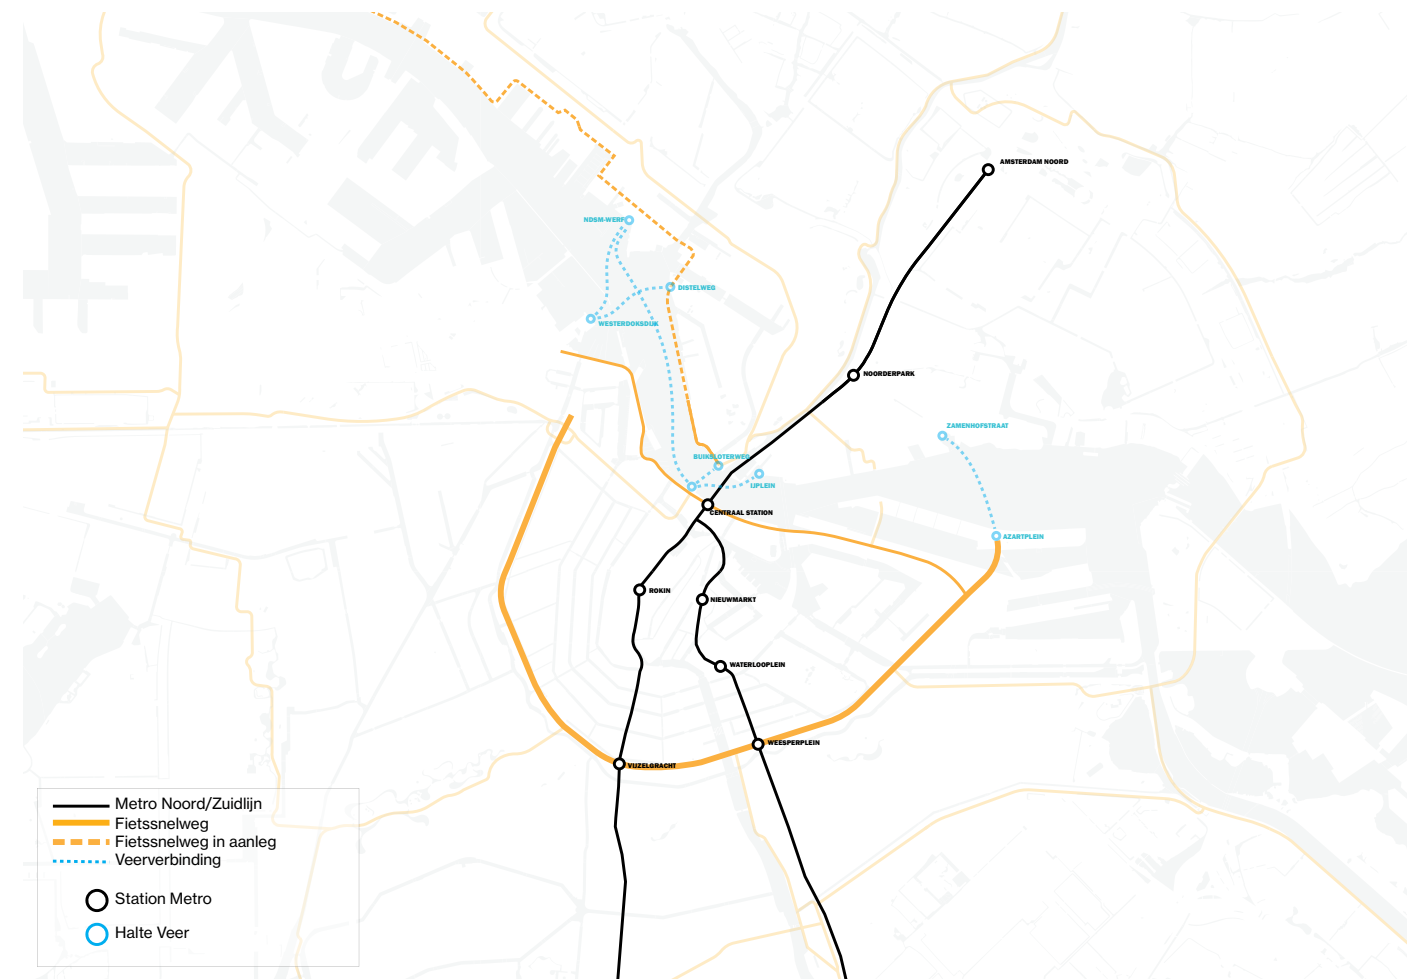 AMSTERDAM NOORD
NDSM-WERF
DISTELWEG
WESTERDOKSDIJK
NOORDERPARK
ZAMENHOFSTRAAT
BUIKSLOTERWEG
IJPLEIN
CENTRAAL STATION
AZARTPLEIN
ROKIN
NIEUWMARKT
WATERLOOPLEIN
WEESPERPLEIN
VIJZELGRACHT
Metro Noord/Zuidlijn
Fietssnelweg
Fietssnelweg in aanleg
Veerverbinding
Station Metro
Halte Veer